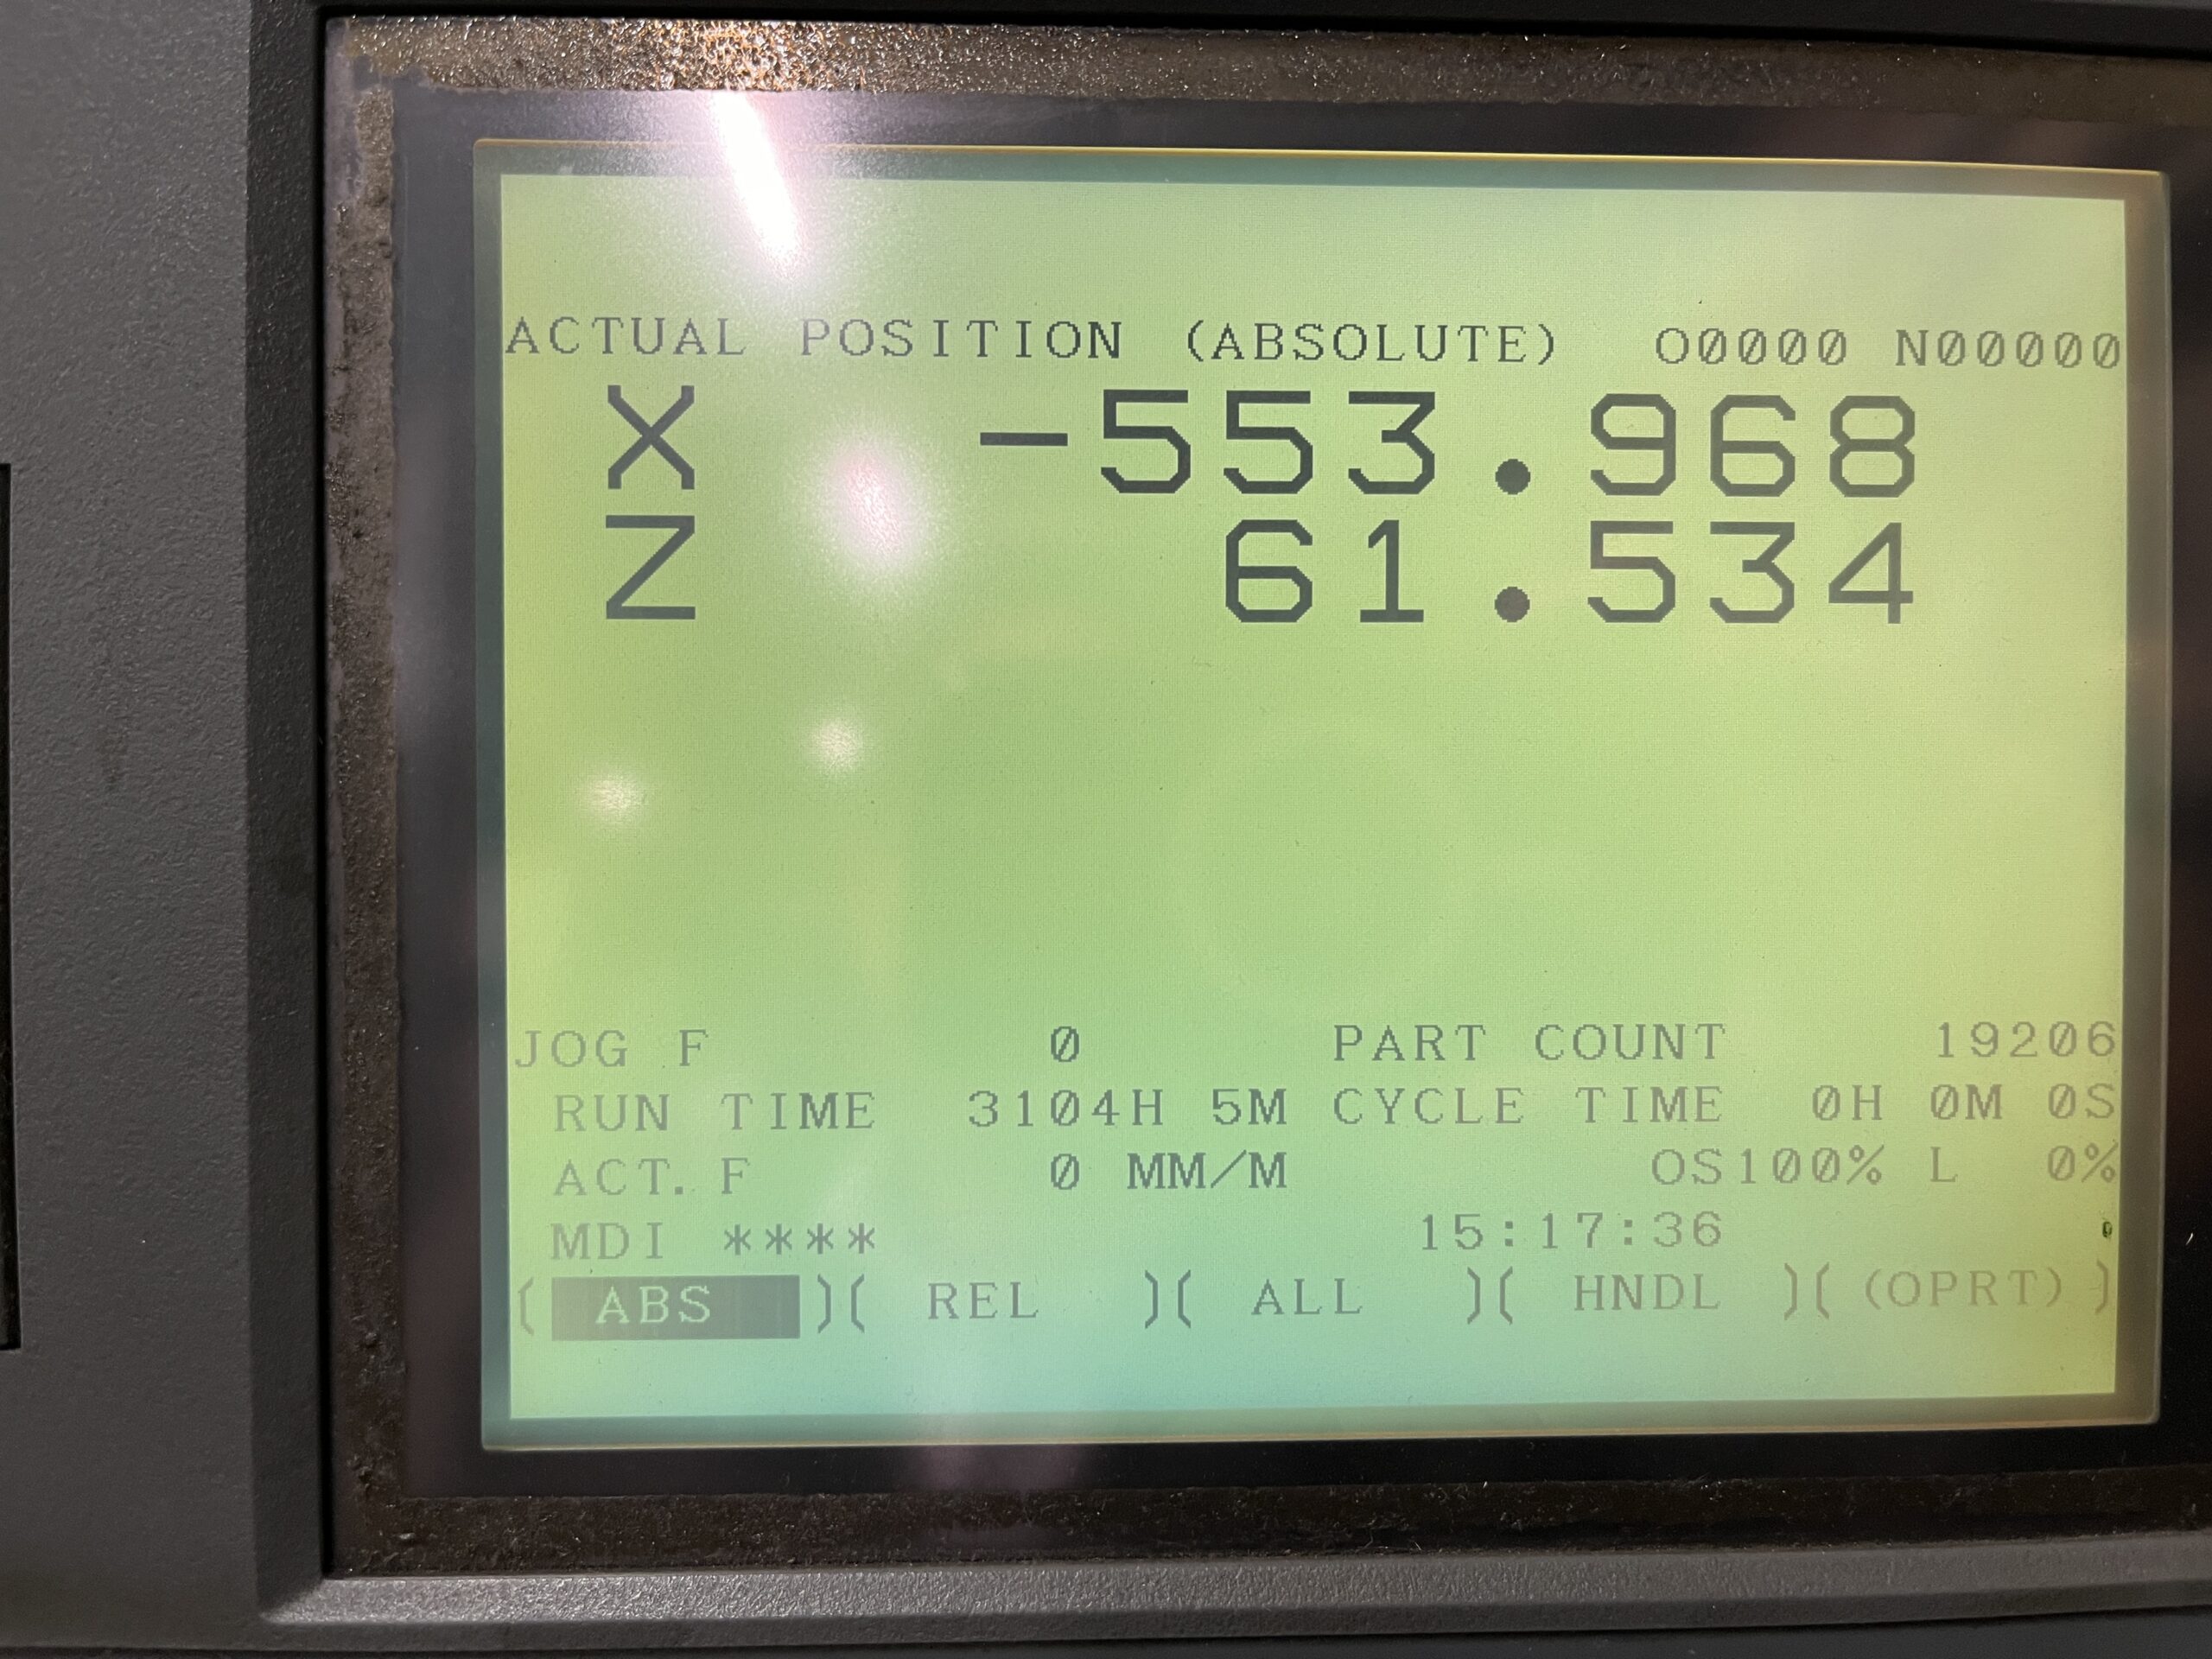 ACTUAL POSITION (ABSOLUTE) O0000 N00000
X -553.968
Z 61.534
JOG F 0 PART COUNT 19206
RUN TIME 3104H 5M CYCLE TIME 0H 0M 0S
ACT. F 0 MM/M OS100% L 0%
MDI **** 15:17:36
( ABS )( REL )( ALL )( HNDL )( (OPRT) )